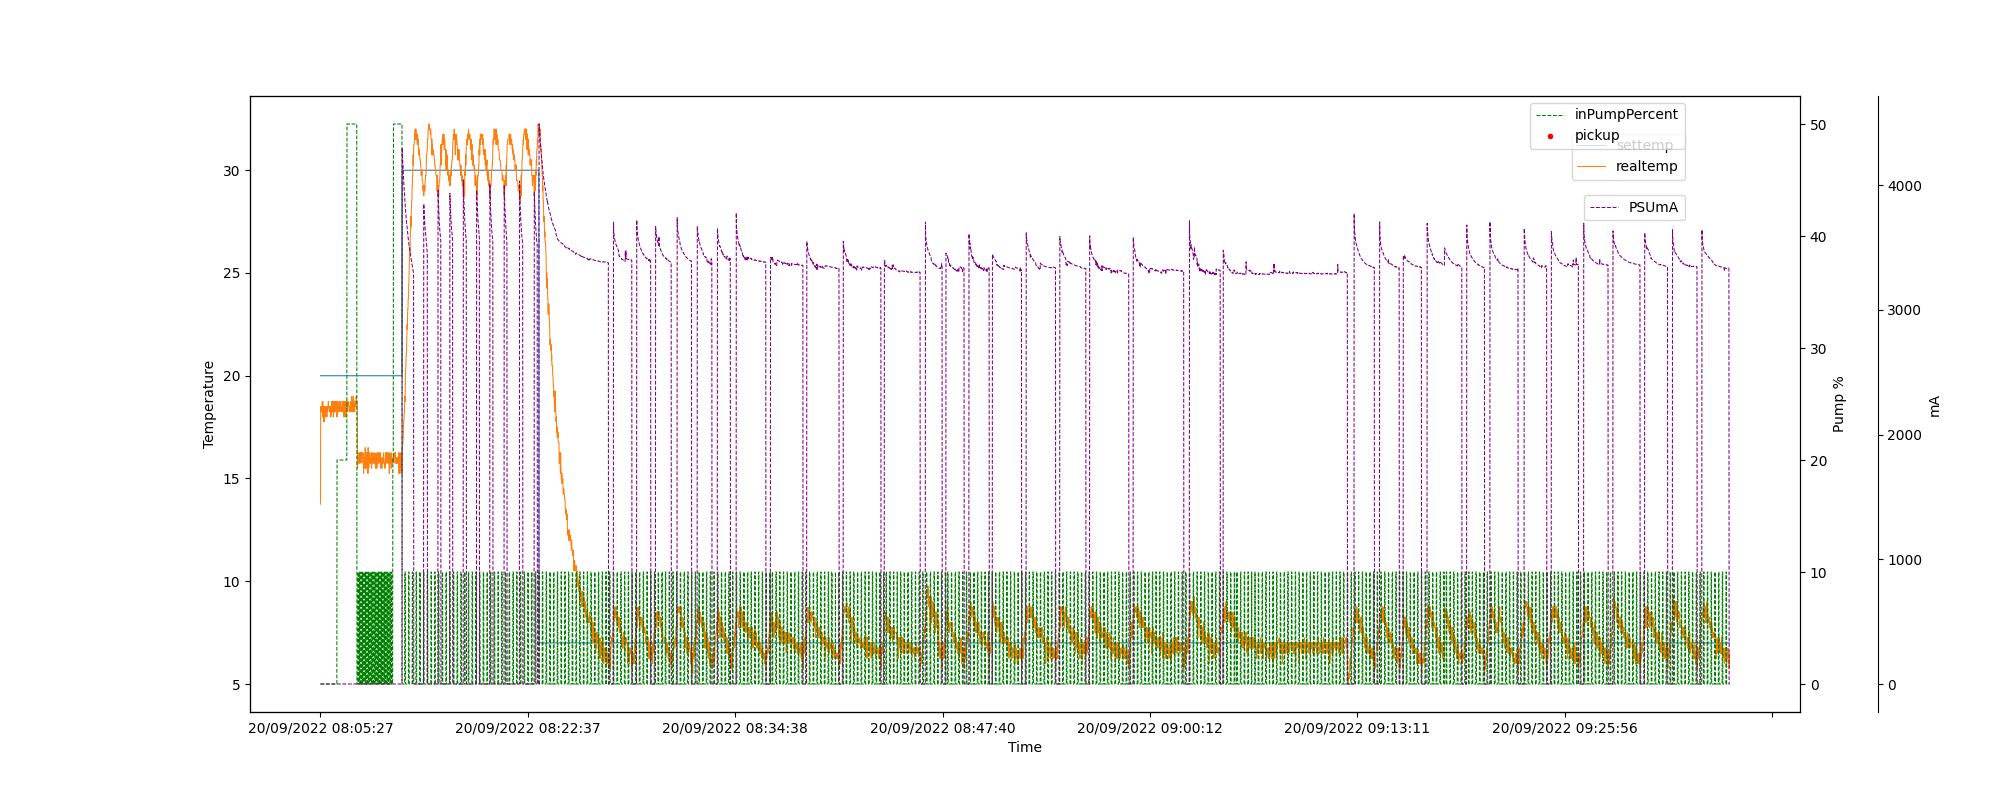 inPumpPercent
pickup
settemp
realtemp
PSUmA
Temperature
30
25
20
15
10
5
50
40
30
20
10
0
Pump %
4000
3000
2000
1000
0
mA
20/09/2022 08:05:27
20/09/2022 08:22:37
20/09/2022 08:34:38
20/09/2022 08:47:40
20/09/2022 09:00:12
20/09/2022 09:13:11
20/09/2022 09:25:56
Time